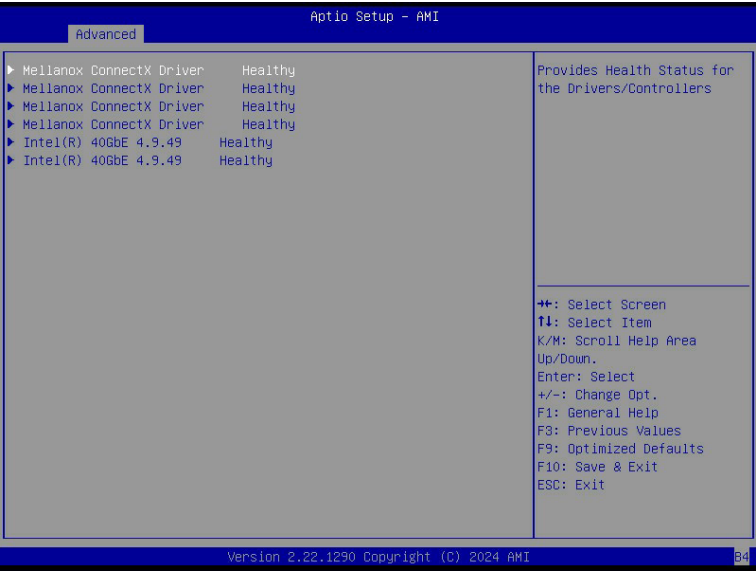 Aptio Setup – AMI
Advanced
Mellanox ConnectX Driver Healthy
Mellanox ConnectX Driver Healthy
Mellanox ConnectX Driver Healthy
Mellanox ConnectX Driver Healthy
Intel(R) 40GbE 4.9.49 Healthy
Intel(R) 40GbE 4.9.49 Healthy
Provides Health Status for
the Drivers/Controllers
→←: Select Screen
↑↓: Select Item
K/M: Scroll Help Area
Up/Down.
Enter: Select
+/-: Change Opt.
F1: General Help
F3: Previous Values
F9: Optimized Defaults
F10: Save & Exit
ESC: Exit
Version 2.22.1290 Copyright (C) 2024 AMI
B4